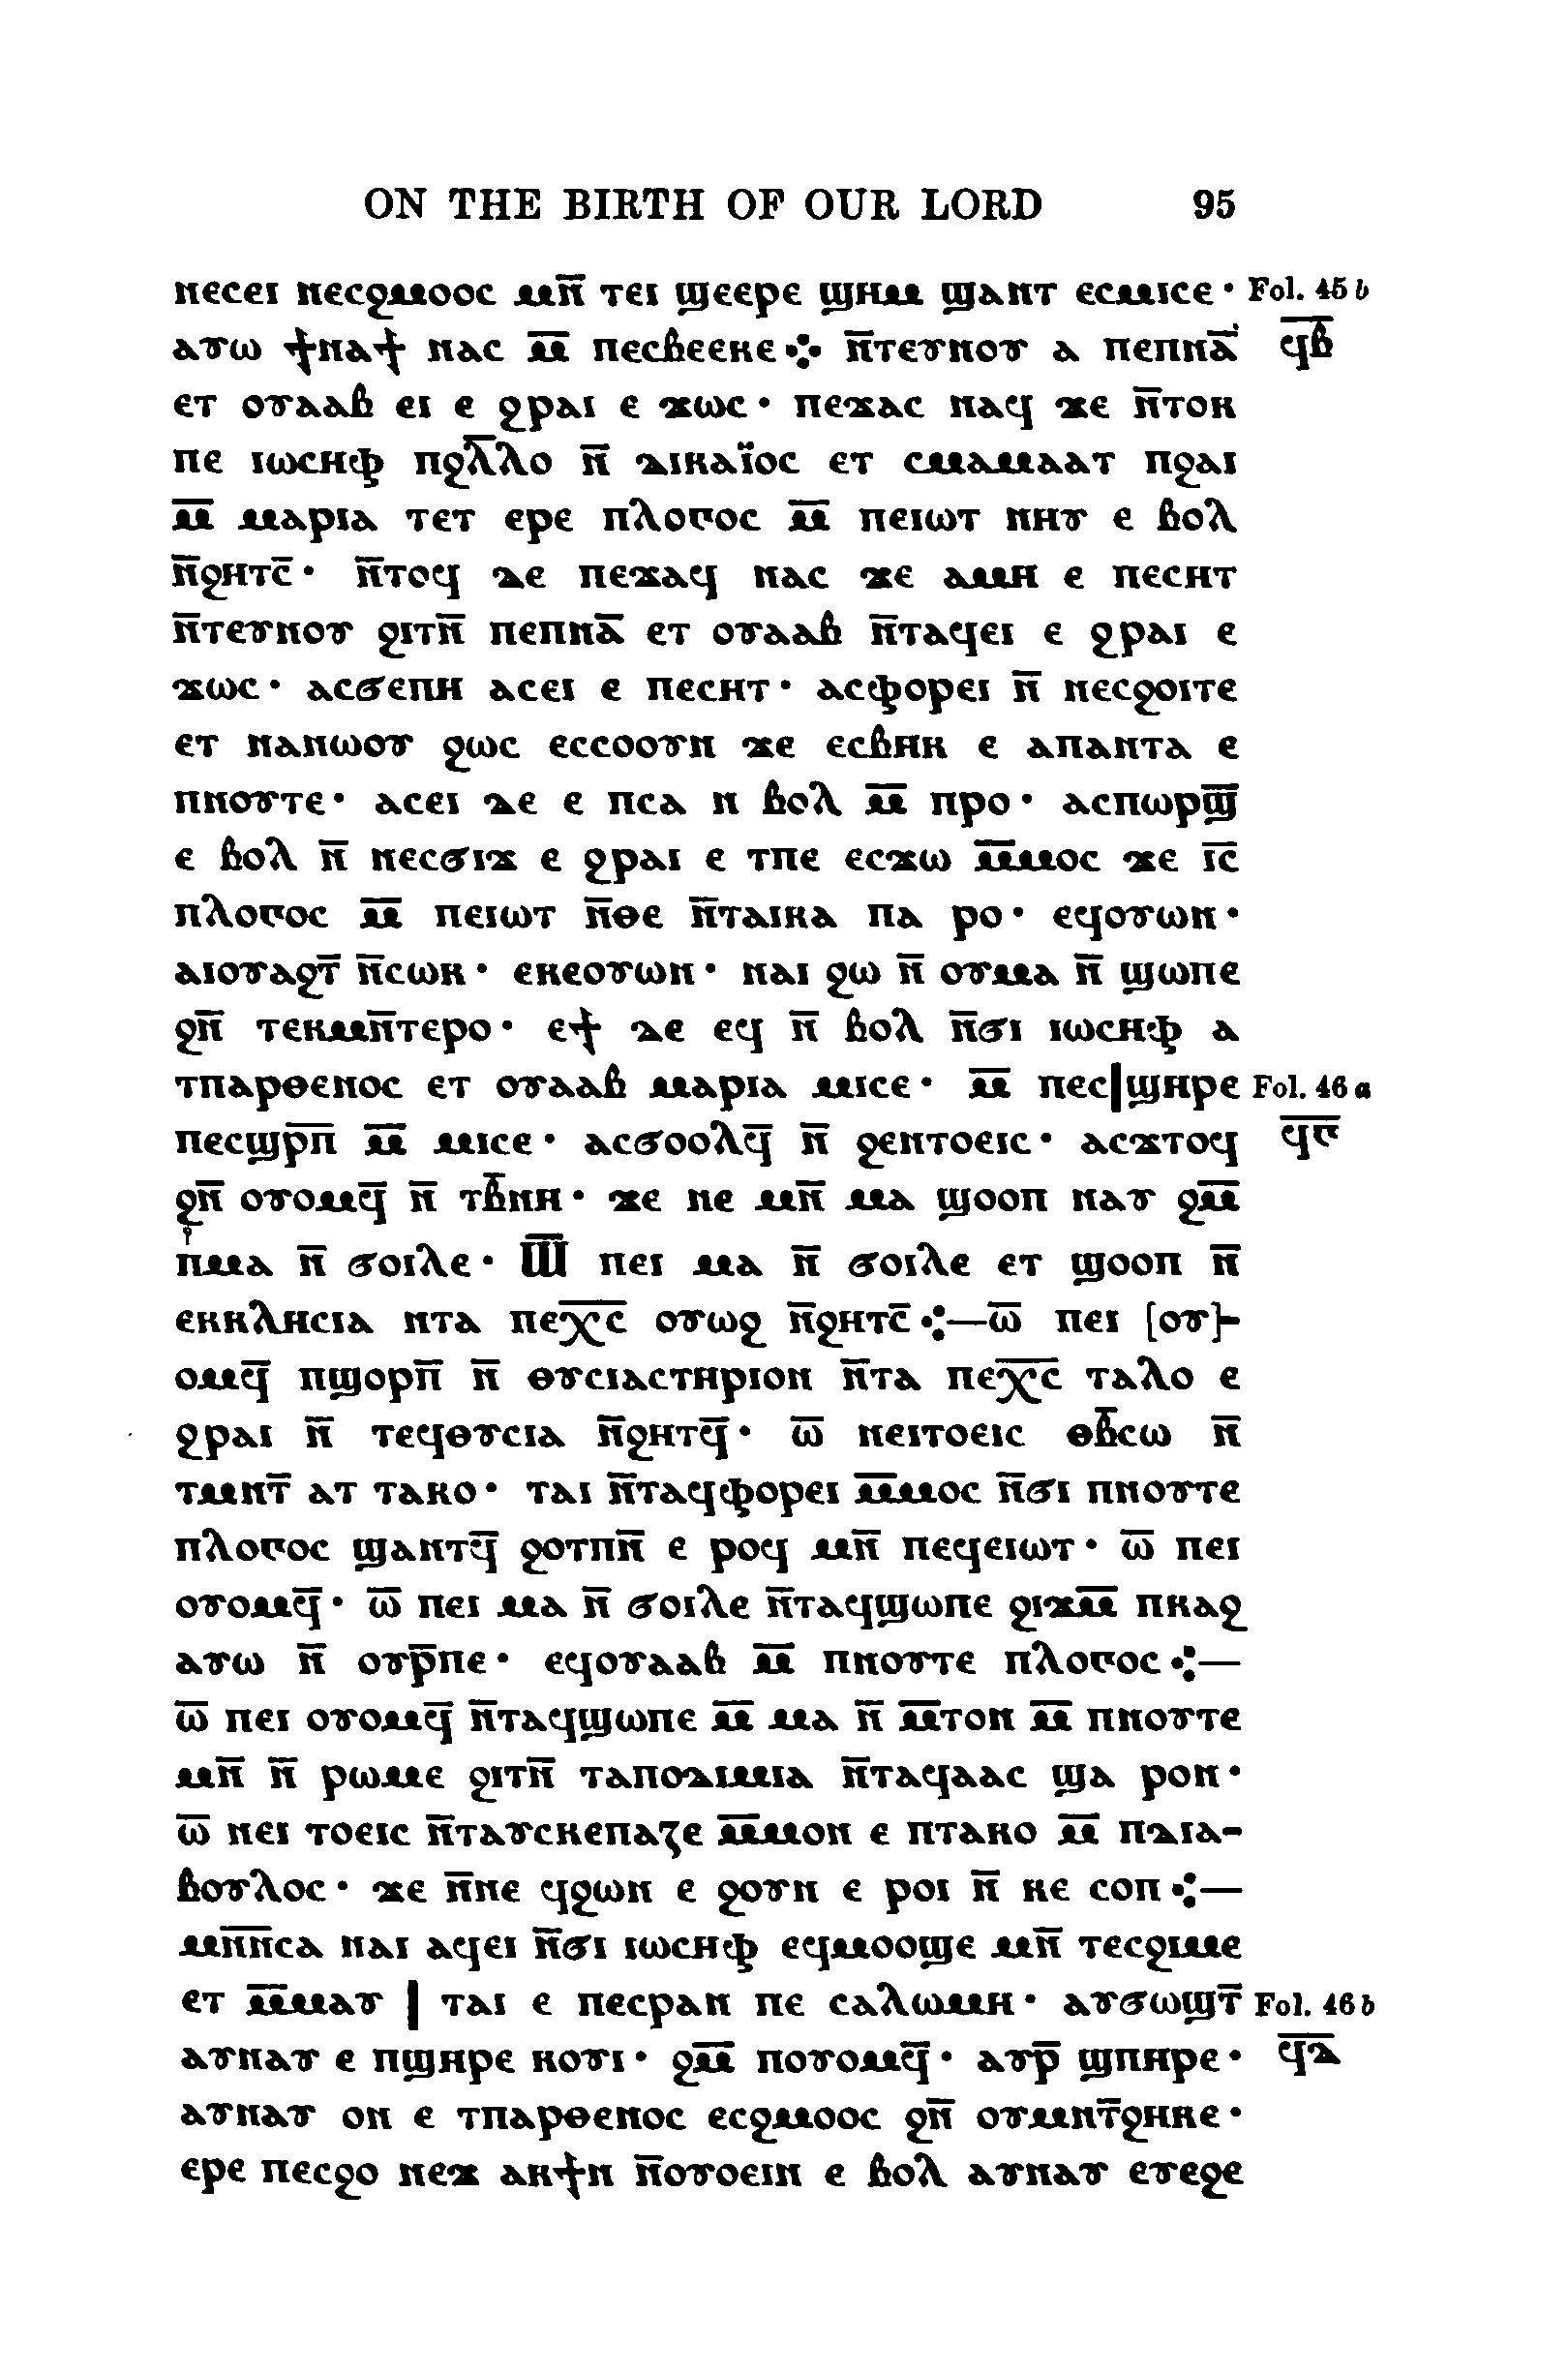 ON THE BIRTH OF OUR LORD 95
ⲛⲉⲥⲉⲓ ⲛⲉⲥϩⲙⲟⲟⲥ ⲙⲛ̅ ⲧⲉⲓ ϣⲉⲉⲣⲉ ϣⲏⲙ ϣⲁⲛⲧ ⲉⲥⲙⲓⲥⲉ· Fol. 45 b
ⲁⲩⲱ ϯⲛⲁϯ ⲛⲁⲥ ⲙ̅ ⲡⲉⲥⲃⲉⲉⲕⲉ ⁘ ⲛ̅ⲧⲉⲩⲛⲟⲩ ⲁ ⲡⲉⲡⲛⲁ̅ ϥⲃ̅
ⲉⲧ ⲟⲩⲁⲁⲃ ⲉⲓ ⲉ ϩⲣⲁⲓ ⲉ ϫⲱⲥ· ⲡⲉϫⲁⲥ ⲛⲁϥ ϫⲉ ⲛ̅ⲧⲟⲕ
ⲡⲉ ⲓⲱⲥⲏⲫ ⲡϩⲗ̅ⲗⲟ ⲛ̅ ⲇⲓⲕⲁⲓ̈ⲟⲥ ⲉⲧ ⲥⲙⲁⲙⲁⲁⲧ ⲡϩⲁⲓ
ⲙ̅ ⲙⲁⲣⲓⲁ ⲧⲉⲧ ⲉⲣⲉ ⲡⲗⲟⲅⲟⲥ ⲙ̅ ⲡⲉⲓⲱⲧ ⲛⲏⲩ ⲉ ⲃⲟⲗ
ⲛ̅ϩⲏⲧⲥ̅· ⲛ̅ⲧⲟϥ ⲇⲉ ⲡⲉϫⲁϥ ⲛⲁⲥ ϫⲉ ⲁⲙⲏ ⲉ ⲡⲉⲥⲏⲧ
ⲛ̅ⲧⲉⲩⲛⲟⲩ ϩⲓⲧⲛ̅ ⲡⲉⲡⲛⲁ̅ ⲉⲧ ⲟⲩⲁⲁⲃ ⲛ̅ⲧⲁϥⲉⲓ ⲉ ϩⲣⲁⲓ ⲉ
ϫⲱⲥ· ⲁⲥϭⲉⲡⲏ ⲁⲥⲉⲓ ⲉ ⲡⲉⲥⲏⲧ· ⲁⲥⲫⲟⲣⲉⲓ ⲛ̅ ⲛⲉⲥϩⲟⲓⲧⲉ
ⲉⲧ ⲛⲁⲛⲱⲟⲩ ϩⲱⲥ ⲉⲥⲥⲟⲟⲩⲛ ϫⲉ ⲉⲥⲃⲏⲕ ⲉ ⲁⲡⲁⲛⲧⲁ ⲉ
ⲡⲛⲟⲩⲧⲉ· ⲁⲥⲉⲓ ⲇⲉ ⲉ ⲡⲥⲁ ⲛ ⲃⲟⲗ ⲙ̅ ⲡⲣⲟ· ⲁⲥⲡⲱⲣϣ̅
ⲉ ⲃⲟⲗ ⲛ̅ ⲛⲉⲥϭⲓϫ ⲉ ϩⲣⲁⲓ ⲉ ⲧⲡⲉ ⲉⲥϫⲱ ⲙ̅ⲙⲟⲥ ϫⲉ ⲓ̅ⲥ̅
ⲡⲗⲟⲅⲟⲥ ⲙ̅ ⲡⲉⲓⲱⲧ ⲛ̅ⲑⲉ ⲛ̅ⲧⲁⲓⲕⲁ ⲡⲁ ⲣⲟ· ⲉϥⲟⲩⲱⲛ·
ⲁⲓⲟⲩⲁϩⲧ̅ ⲛ̅ⲥⲱⲕ· ⲉⲕⲉⲟⲩⲱⲛ· ⲛⲁⲓ ϩⲱ ⲛ̅ ⲟⲩⲙⲁ ⲛ̅ ϣⲱⲡⲉ
ϩⲛ̅ ⲧⲉⲕⲙⲛ̅ⲧⲉⲣⲟ· ⲉϯ ⲇⲉ ⲉϥ ⲛ̅ ⲃⲟⲗ ⲛ̅ϭⲓ ⲓⲱⲥⲏⲫ ⲁ
ⲧⲡⲁⲣⲑⲉⲛⲟⲥ ⲉⲧ ⲟⲩⲁⲁⲃ ⲙⲁⲣⲓⲁ ⲙⲓⲥⲉ· ⲙ̅ ⲡⲉⲥ|ϣⲏⲣⲉ Fol. 46 a
ⲡⲉⲥϣⲣ̅ⲡ̅ ⲙ̅ ⲙⲓⲥⲉ· ⲁⲥϭⲟⲟⲗϥ̅ ⲛ̅ ϩⲉⲛⲧⲟⲉⲓⲥ· ⲁⲥϫⲧⲟϥ ϥ̅ⲅ̅
ϩⲛ̅ ⲟⲩⲟⲙϥ̅ ⲛ̅ ⲧⲃ̅ⲛⲏ· ϫⲉ ⲛⲉ ⲙⲛ̅ ⲙⲁ ϣⲟⲟⲡ ⲛⲁⲩ ϩⲙ̅
ⲡⲙⲁ ⲛ̅ ϭⲟⲓⲗⲉ· ⲱ̅ ⲡⲉⲓ ⲙⲁ ⲛ̅ ϭⲟⲓⲗⲉ ⲉⲧ ϣⲟⲟⲡ ⲛ̅
ⲉⲕⲕⲗⲏⲥⲓⲁ ⲛⲧⲁ ⲡⲉⲭ̅ⲥ̅ ⲟⲩⲱϩ ⲛ̅ϩⲏⲧⲥ̅ ⁘—ⲱ̅ ⲡⲉⲓ [ⲟⲩ]-
ⲟⲙϥ̅ ⲡϣⲟⲣⲡ̅ ⲛ̅ ⲑⲩⲥⲓⲁⲥⲧⲏⲣⲓⲟⲛ ⲛ̅ⲧⲁ ⲡⲉⲭ̅ⲥ̅ ⲧⲁⲗⲟ ⲉ
ϩⲣⲁⲓ ⲛ̅ ⲧⲉϥⲑⲩⲥⲓⲁ ⲛ̅ϩⲏⲧϥ̅· ⲱ̅ ⲛⲉⲓⲧⲟⲉⲓⲥ ⲑⲃ̅ⲥⲱ ⲛ̅
ⲧⲙⲛⲧ̅ ⲁⲧ ⲧⲁⲕⲟ· ⲧⲁⲓ ⲛ̅ⲧⲁϥⲫⲟⲣⲉⲓ ⲙ̅ⲙⲟⲥ ⲛ̅ϭⲓ ⲡⲛⲟⲩⲧⲉ
ⲡⲗⲟⲅⲟⲥ ϣⲁⲛⲧϥ̅ ϩⲟⲧⲡⲛ̅ ⲉ ⲣⲟϥ ⲙⲛ̅ ⲡⲉϥⲉⲓⲱⲧ· ⲱ̅ ⲡⲉⲓ
ⲟⲩⲟⲙϥ̅· ⲱ̅ ⲡⲉⲓ ⲙⲁ ⲛ̅ ϭⲟⲓⲗⲉ ⲛ̅ⲧⲁϥϣⲱⲡⲉ ϩⲓϫⲙ̅ ⲡⲕⲁϩ
ⲁⲩⲱ ⲛ̅ ⲟⲩⲣ̅ⲡⲉ· ⲉϥⲟⲩⲁⲁⲃ ⲙ̅ ⲡⲛⲟⲩⲧⲉ ⲡⲗⲟⲅⲟⲥ ⁘—
ⲱ̅ ⲡⲉⲓ ⲟⲩⲟⲙϥ̅ ⲛ̅ⲧⲁϥϣⲱⲡⲉ ⲙ̅ ⲙⲁ ⲛ̅ ⲙ̅ⲧⲟⲛ ⲙ̅ ⲡⲛⲟⲩⲧⲉ
ⲙⲛ̅ ⲛ̅ ⲣⲱⲙⲉ ϩⲓⲧⲛ̅ ⲧⲁⲡⲟⲇⲓⲙⲓⲁ ⲛ̅ⲧⲁϥⲁⲁⲥ ϣⲁ ⲣⲟⲛ·
ⲱ̅ ⲛⲉⲓ ⲧⲟⲉⲓⲥ ⲛ̅ⲧⲁⲩⲥⲕⲉⲡⲁⲍⲉ ⲙ̅ⲙⲟⲛ ⲉ ⲡⲧⲁⲕⲟ ⲙ̅ ⲡⲇⲓⲁ-
ⲃⲟⲩⲗⲟⲥ· ϫⲉ ⲛ̅ⲛⲉ ϥϩⲱⲛ ⲉ ϩⲟⲩⲛ ⲉ ⲣⲟⲓ ⲛ̅ ⲕⲉ ⲥⲟⲡ ⁘—
ⲙⲛ̅ⲛ̅ⲥⲁ ⲛⲁⲓ ⲁϥⲉⲓ ⲛ̅ϭⲓ ⲓⲱⲥⲏⲫ ⲉϥⲙⲟⲟϣⲉ ⲙⲛ̅ ⲧⲉⲥϩⲓⲙⲉ
ⲉⲧ ⲙ̅ⲙⲁⲩ | ⲧⲁⲓ ⲉ ⲡⲉⲥⲣⲁⲛ ⲡⲉ ⲥⲁⲗⲱⲙⲏ· ⲁⲩϭⲱϣⲧ̅ Fol. 46 b
ⲁⲩⲛⲁⲩ ⲉ ⲡϣⲏⲣⲉ ⲕⲟⲩⲓ· ϩⲙ̅ ⲡⲟⲩⲟⲙϥ̅· ⲁⲩⲣ̅ ϣⲡⲏⲣⲉ· ϥ̅ⲇ̅
ⲁⲩⲛⲁⲩ ⲟⲛ ⲉ ⲧⲡⲁⲣⲑⲉⲛⲟⲥ ⲉⲥϩⲙⲟⲟⲥ ϩⲛ̅ ⲟⲩⲙⲛⲧ̅ϩⲏⲕⲉ·
ⲉⲣⲉ ⲡⲉⲥϩⲟ ⲛⲉϫ ⲁⲕϯⲛ ⲛ̅ⲟⲩⲟⲉⲓⲛ ⲉ ⲃⲟⲗ ⲁⲩⲛⲁⲩ ⲉⲩⲉϩⲉ